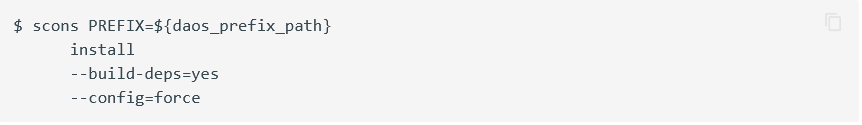 $ scons PREFIX=${daos_prefix_path}
install
--build-deps=yes
--config=force